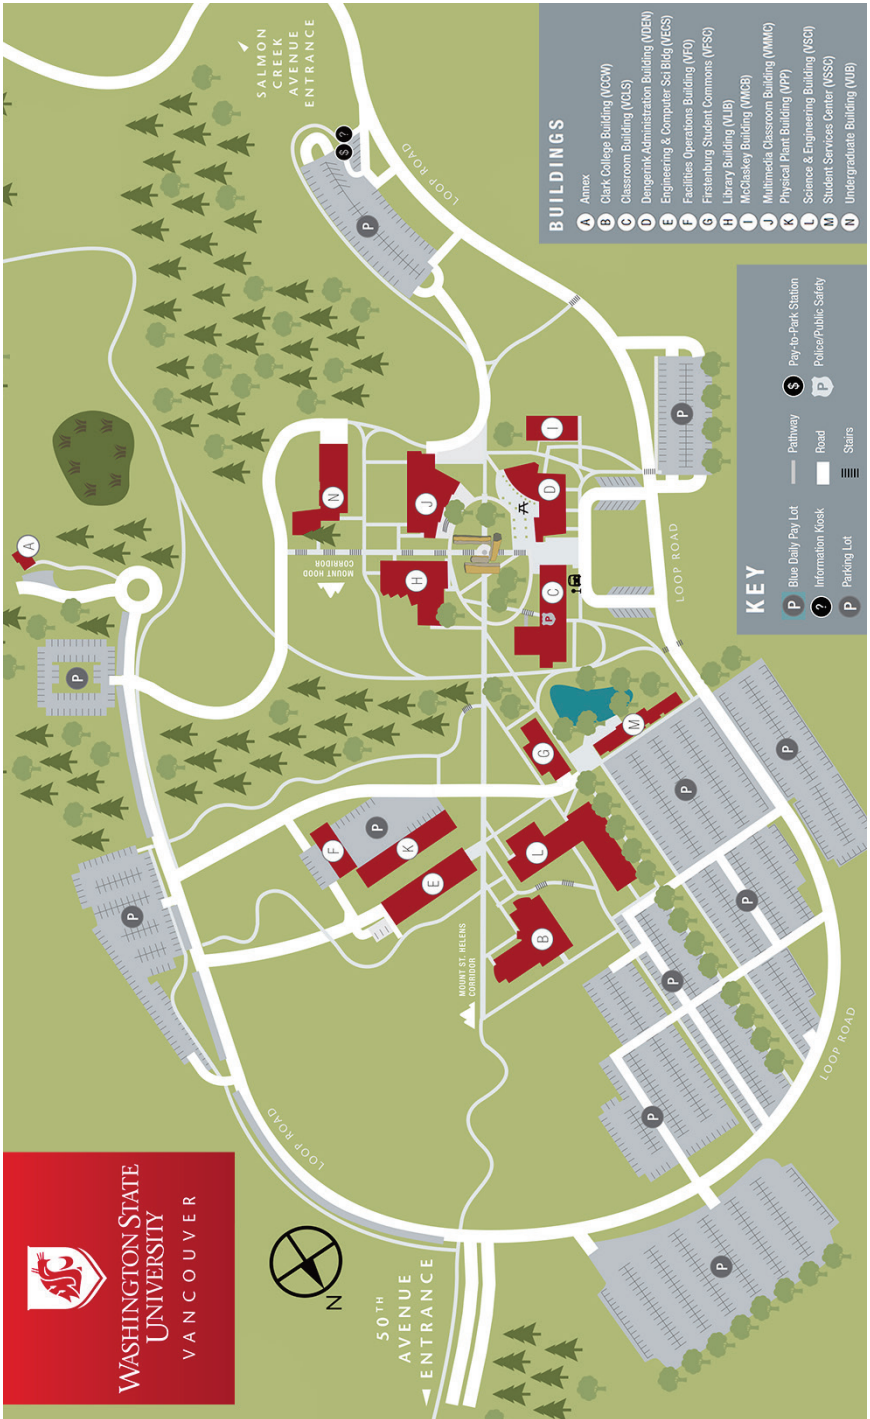 WASHINGTON STATE
UNIVERSITY
VANCOUVER
N
50TH
AVENUE
ENTRANCE
LOOP ROAD
MOUNT ST. HELENS
CORRIDOR
MOUNT HOOD
CORRIDOR
SALMON
CREEK
AVENUE
ENTRANCE
LOOP ROAD
LOOP ROAD
LOOP ROAD
A
B
C
D
E
F
G
H
I
J
K
L
M
N
P
P
P
P
P
P
P
P
P
P
P
P
$ ?
KEY
P Blue Daily Pay Lot
? Information Kiosk
P Parking Lot
Pathway
Road
Stairs
$ Pay-to-Park Station
P Police/Public Safety
BUILDINGS
A Annex
B Clark College Building (VCCW)
C Classroom Building (VCLS)
D Dengerink Administration Building (VDEN)
E Engineering & Computer Sci Bldg (VECS)
F Facilities Operations Building (VFO)
G Firstenburg Student Commons (VFSC)
H Library Building (VLIB)
I McClaskey Building (VMCB)
J Multimedia Classroom Building (VMMC)
K Physical Plant Building (VPP)
L Science & Engineering Building (VSCI)
M Student Services Center (VSSC)
N Undergraduate Building (VUB)